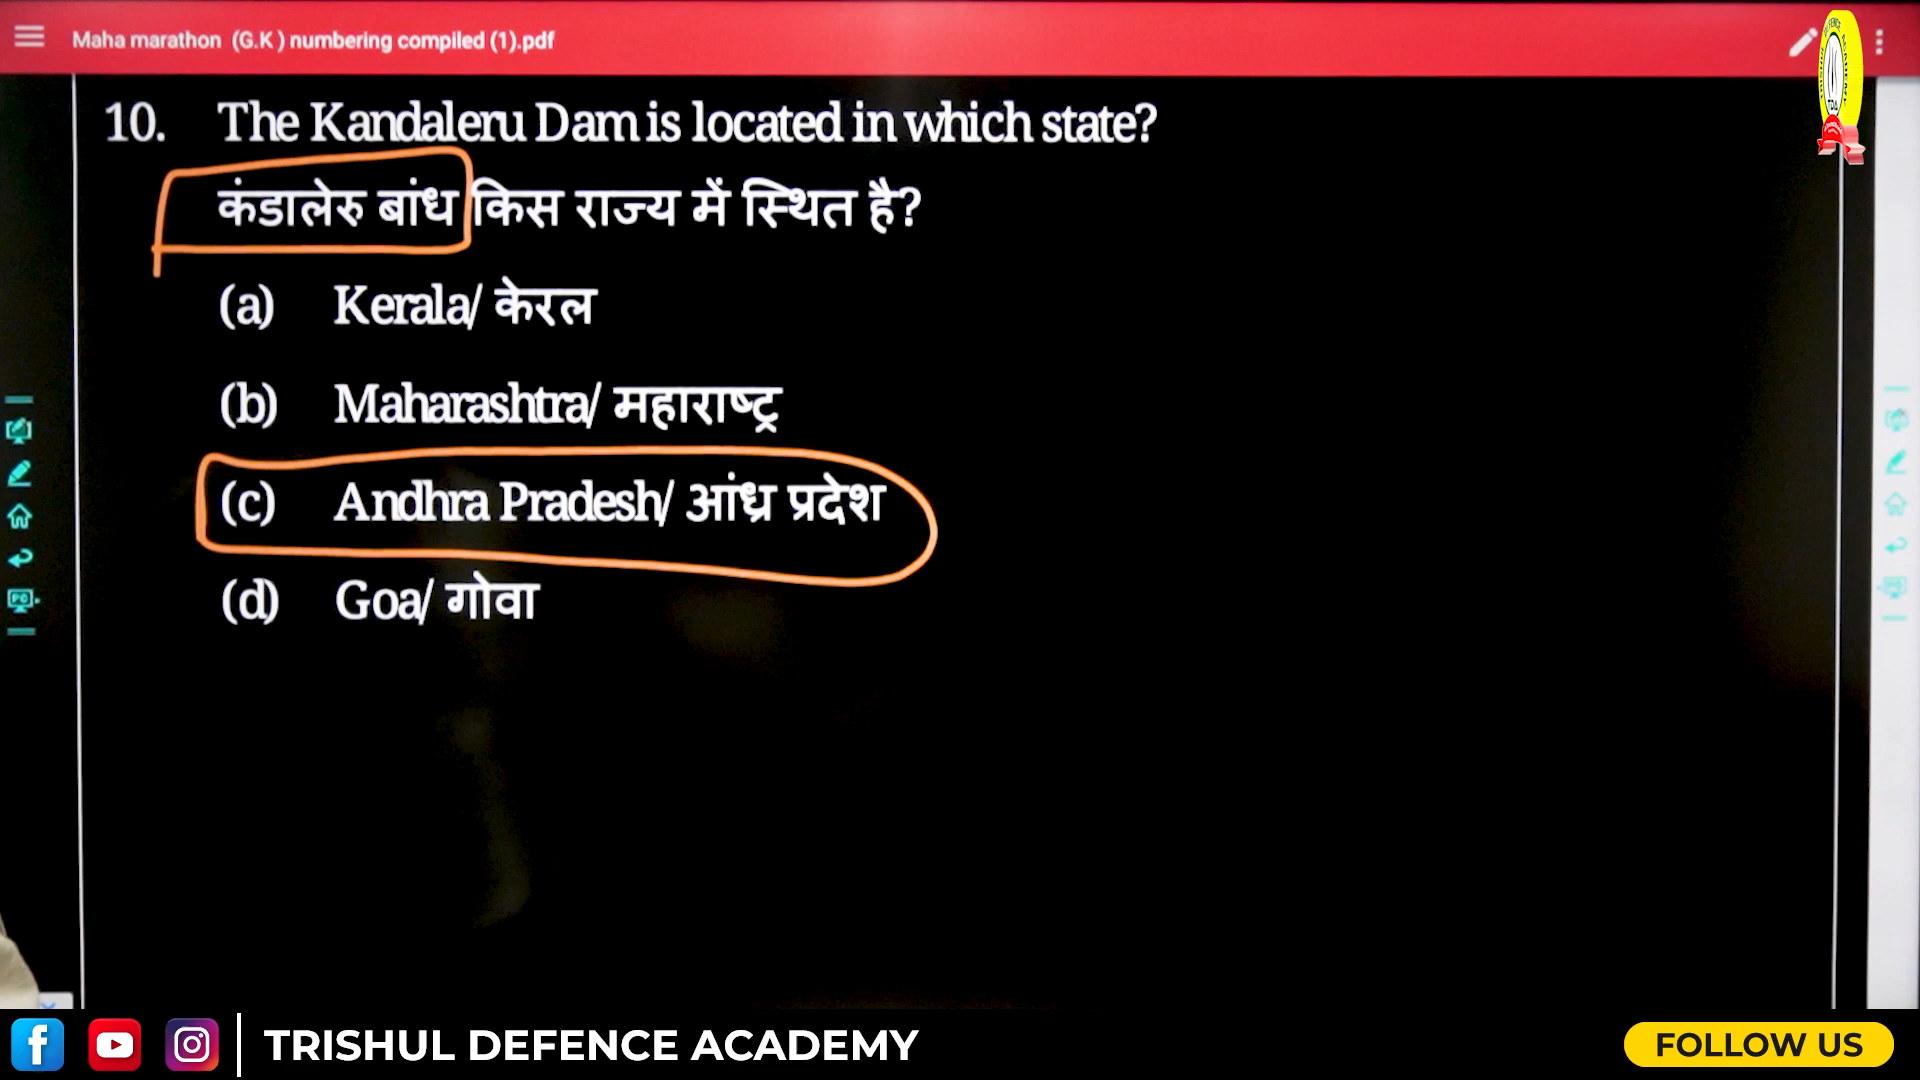 Maha marathon (G.K ) numbering compiled (1).pdf
10. The Kandaleru Dam is located in which state?
कंडालेरु बांध किस राज्य में स्थित है?
(a) Kerala/ केरल
(b) Maharashtra/ महाराष्ट्र
(c) Andhra Pradesh/ आंध्र प्रदेश
(d) Goa/ गोवा
TRISHUL DEFENCE ACADEMY
FOLLOW US